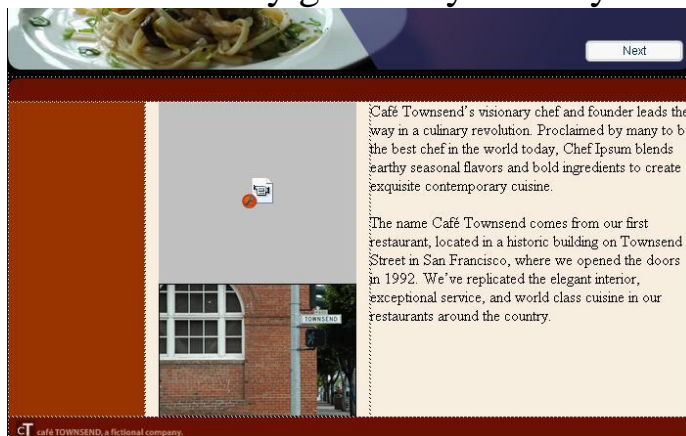 Next
Café Townsend's visionary chef and founder leads the
way in a culinary revolution. Proclaimed by many to b
the best chef in the world today, Chef Ipsum blends
earthy seasonal flavors and bold ingredients to create
exquisite contemporary cuisine.
The name Café Townsend comes from our first
restaurant, located in a historic building on Townsend
Street in San Francisco, where we opened the doors
in 1992. We've replicated the elegant interior,
exceptional service, and world class cuisine in our
restaurants around the country.
TOWNSEND
cT café TOWNSEND, a fictional company.